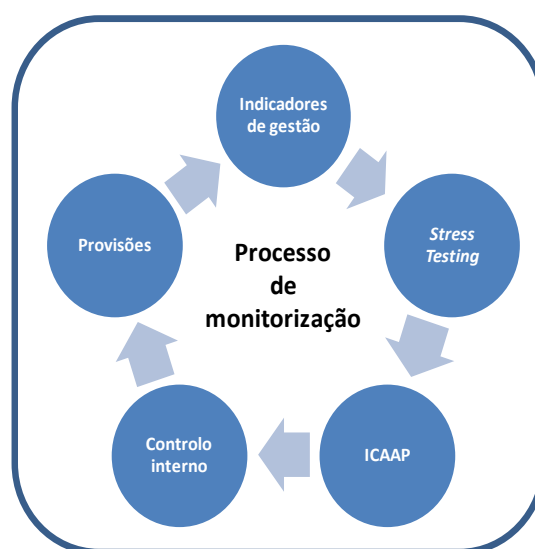 Indicadores
de gestão
Stress
Testing
ICAAP
Controlo
interno
Provisões
Processo
de
monitorização